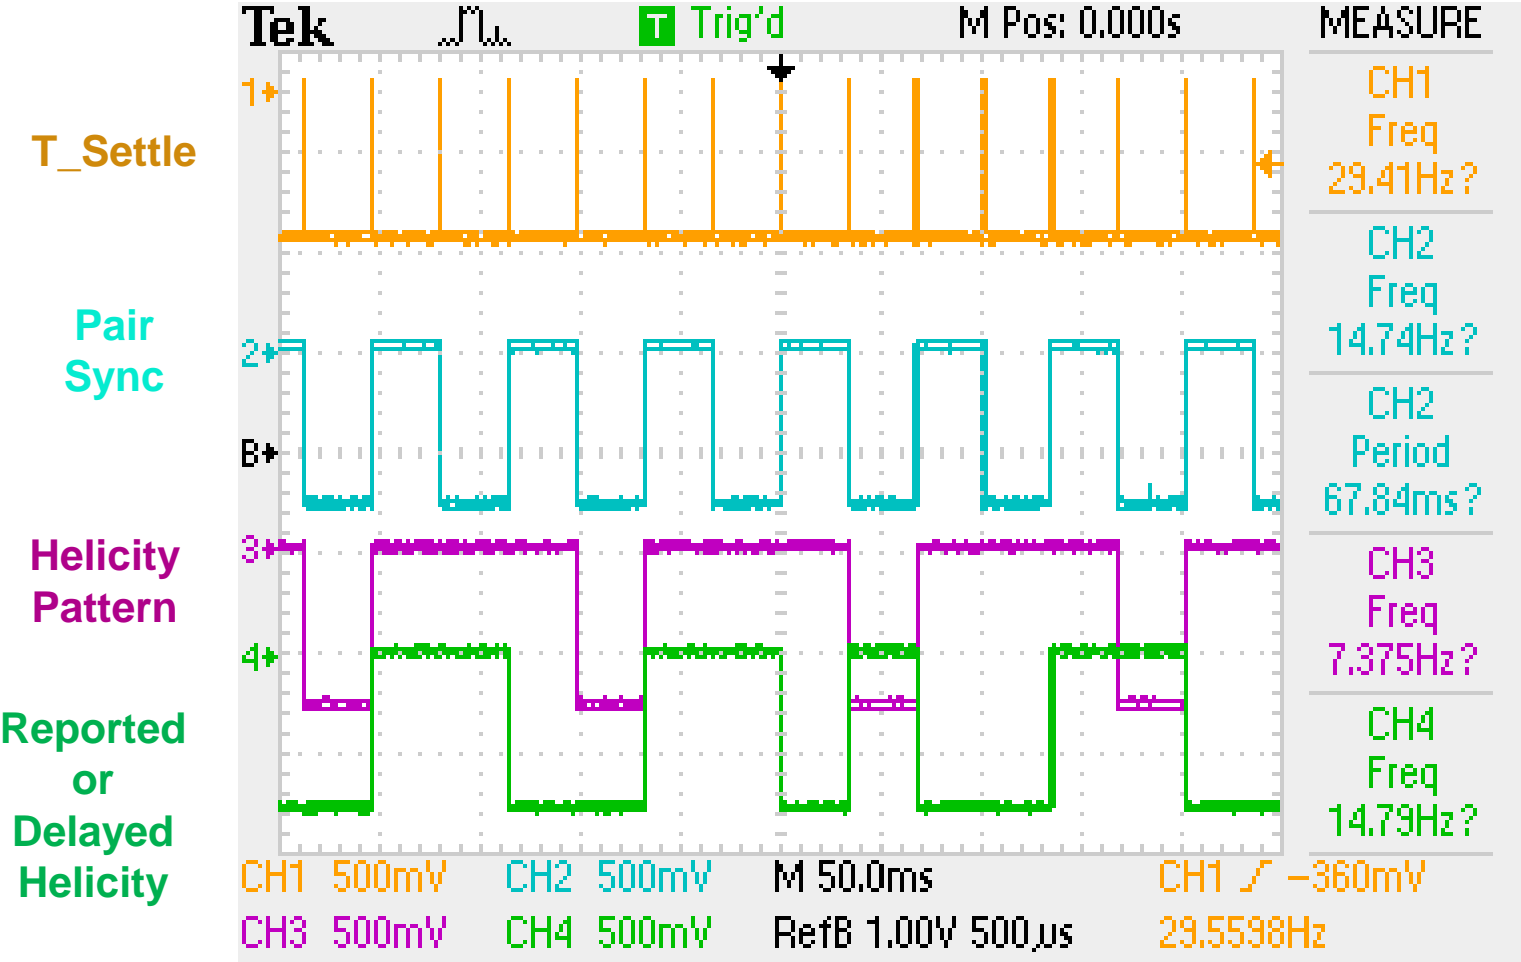 Tek
T Trig'd
M Pos: 0.000s
MEASURE
1
CH1
Freq
29.41Hz?
T_Settle
2
CH2
Freq
14.74Hz?
Pair
Sync
B
CH2
Period
67.84ms?
3
Helicity
Pattern
CH3
Freq
7.375Hz?
4
Reported
or
Delayed
Helicity
CH4
Freq
14.79Hz?
CH1 500mV CH2 500mV M 50.0ms CH1 −360mV
CH3 500mV CH4 500mV RefB 1.00V 500µs 29.5598Hz